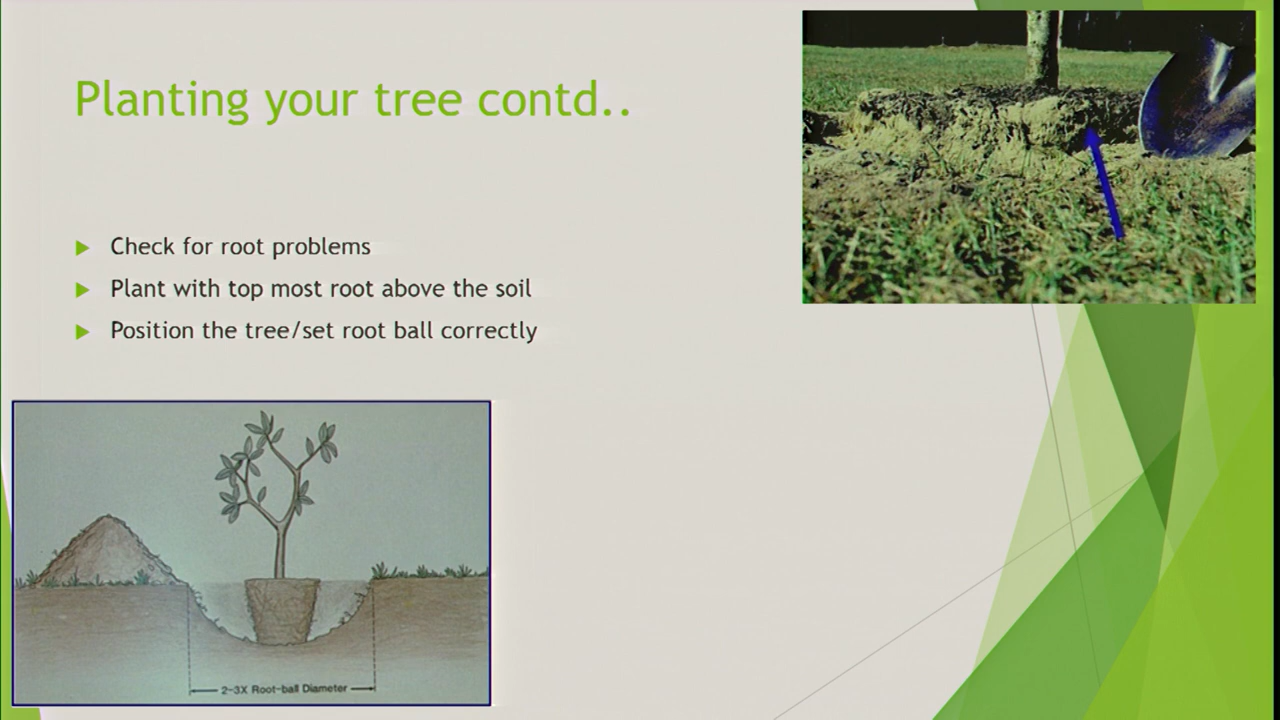 Planting your tree contd..
Check for root problems
Plant with top most root above the soil
Position the tree/set root ball correctly
2-3X Root-ball Diameter